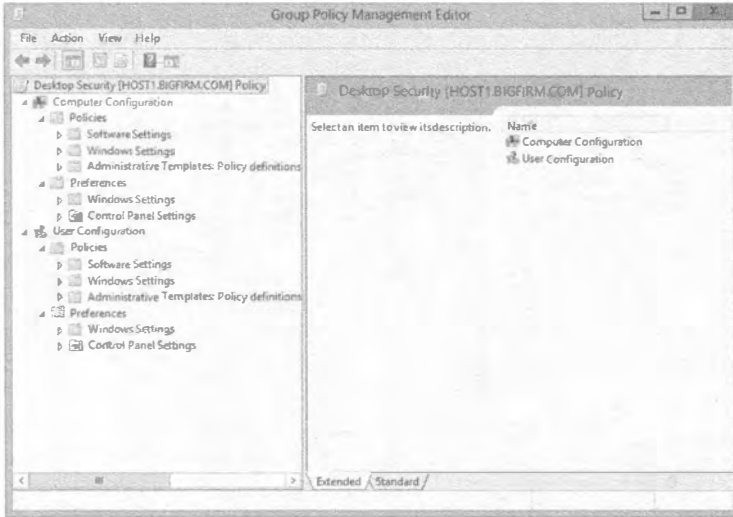 Group Policy Management Editor
File Action View Help
Desktop Security [HOST1.BIGFIRM.COM] Policy
Computer Configuration
Policies
Software Settings
Windows Settings
Administrative Templates: Policy definitions
Preferences
Windows Settings
Control Panel Settings
User Configuration
Policies
Software Settings
Windows Settings
Administrative Templates: Policy definitions
Preferences
Windows Settings
Control Panel Settings
Desktop Security [HOST1.BIGFIRM.COM] Policy
Select an item to view its description.
Name
Computer Configuration
User Configuration
Extended Standard